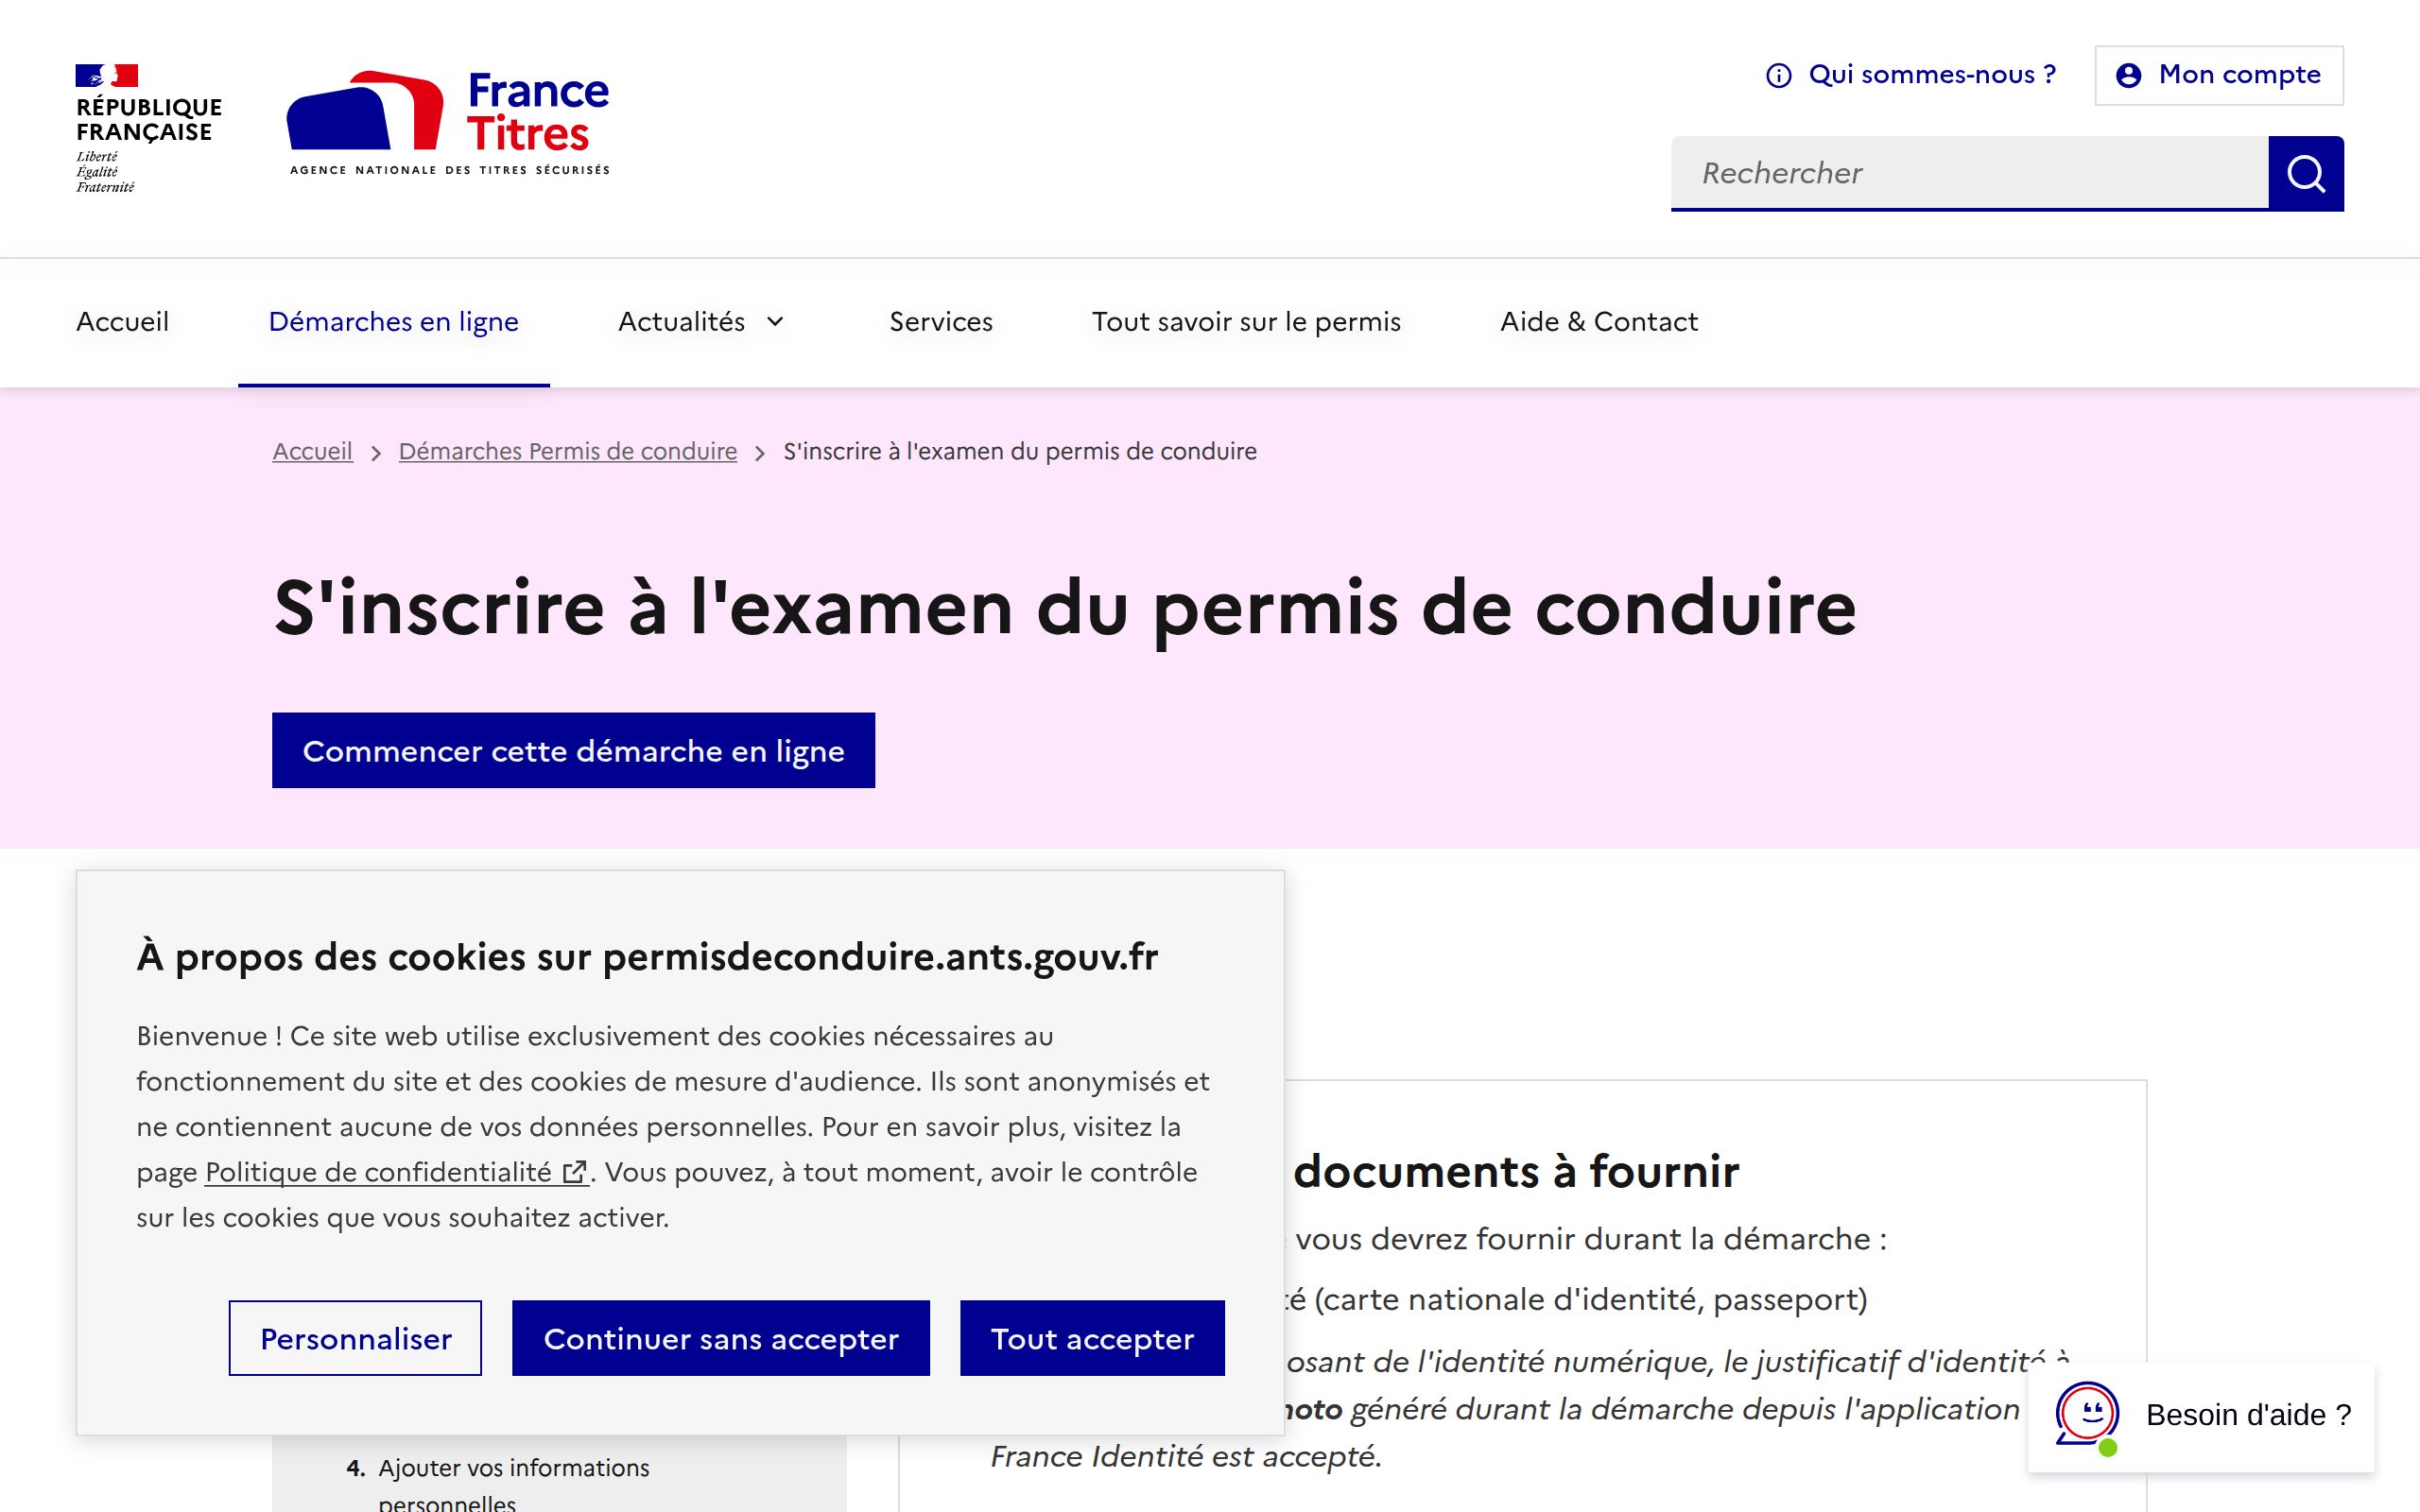 RÉPUBLIQUE
FRANÇAISE
Liberté
Égalité
Fraternité
France
Titres
AGENCE NATIONALE DES TITRES SÉCURISÉS
Qui sommes-nous ?
Mon compte
Rechercher
Accueil
Démarches en ligne
Actualités
Services
Tout savoir sur le permis
Aide & Contact
Accueil
Démarches Permis de conduire
S'inscrire à l'examen du permis de conduire
S'inscrire à l'examen du permis de conduire
Commencer cette démarche en ligne
À propos des cookies sur permisdeconduire.ants.gouv.fr
Bienvenue ! Ce site web utilise exclusivement des cookies nécessaires au
fonctionnement du site et des cookies de mesure d'audience. Ils sont anonymisés et
ne contiennent aucune de vos données personnelles. Pour en savoir plus, visitez la
page Politique de confidentialité . Vous pouvez, à tout moment, avoir le contrôle
sur les cookies que vous souhaitez activer.
Personnaliser
Continuer sans accepter
Tout accepter
documents à fournir
vous devrez fournir durant la démarche :
(carte nationale d'identité, passeport)
de l'identité numérique, le justificatif d'identité à
généré durant la démarche depuis l'application
France Identité est accepté.
4. Ajouter vos informations
personnelles
Besoin d'aide ?